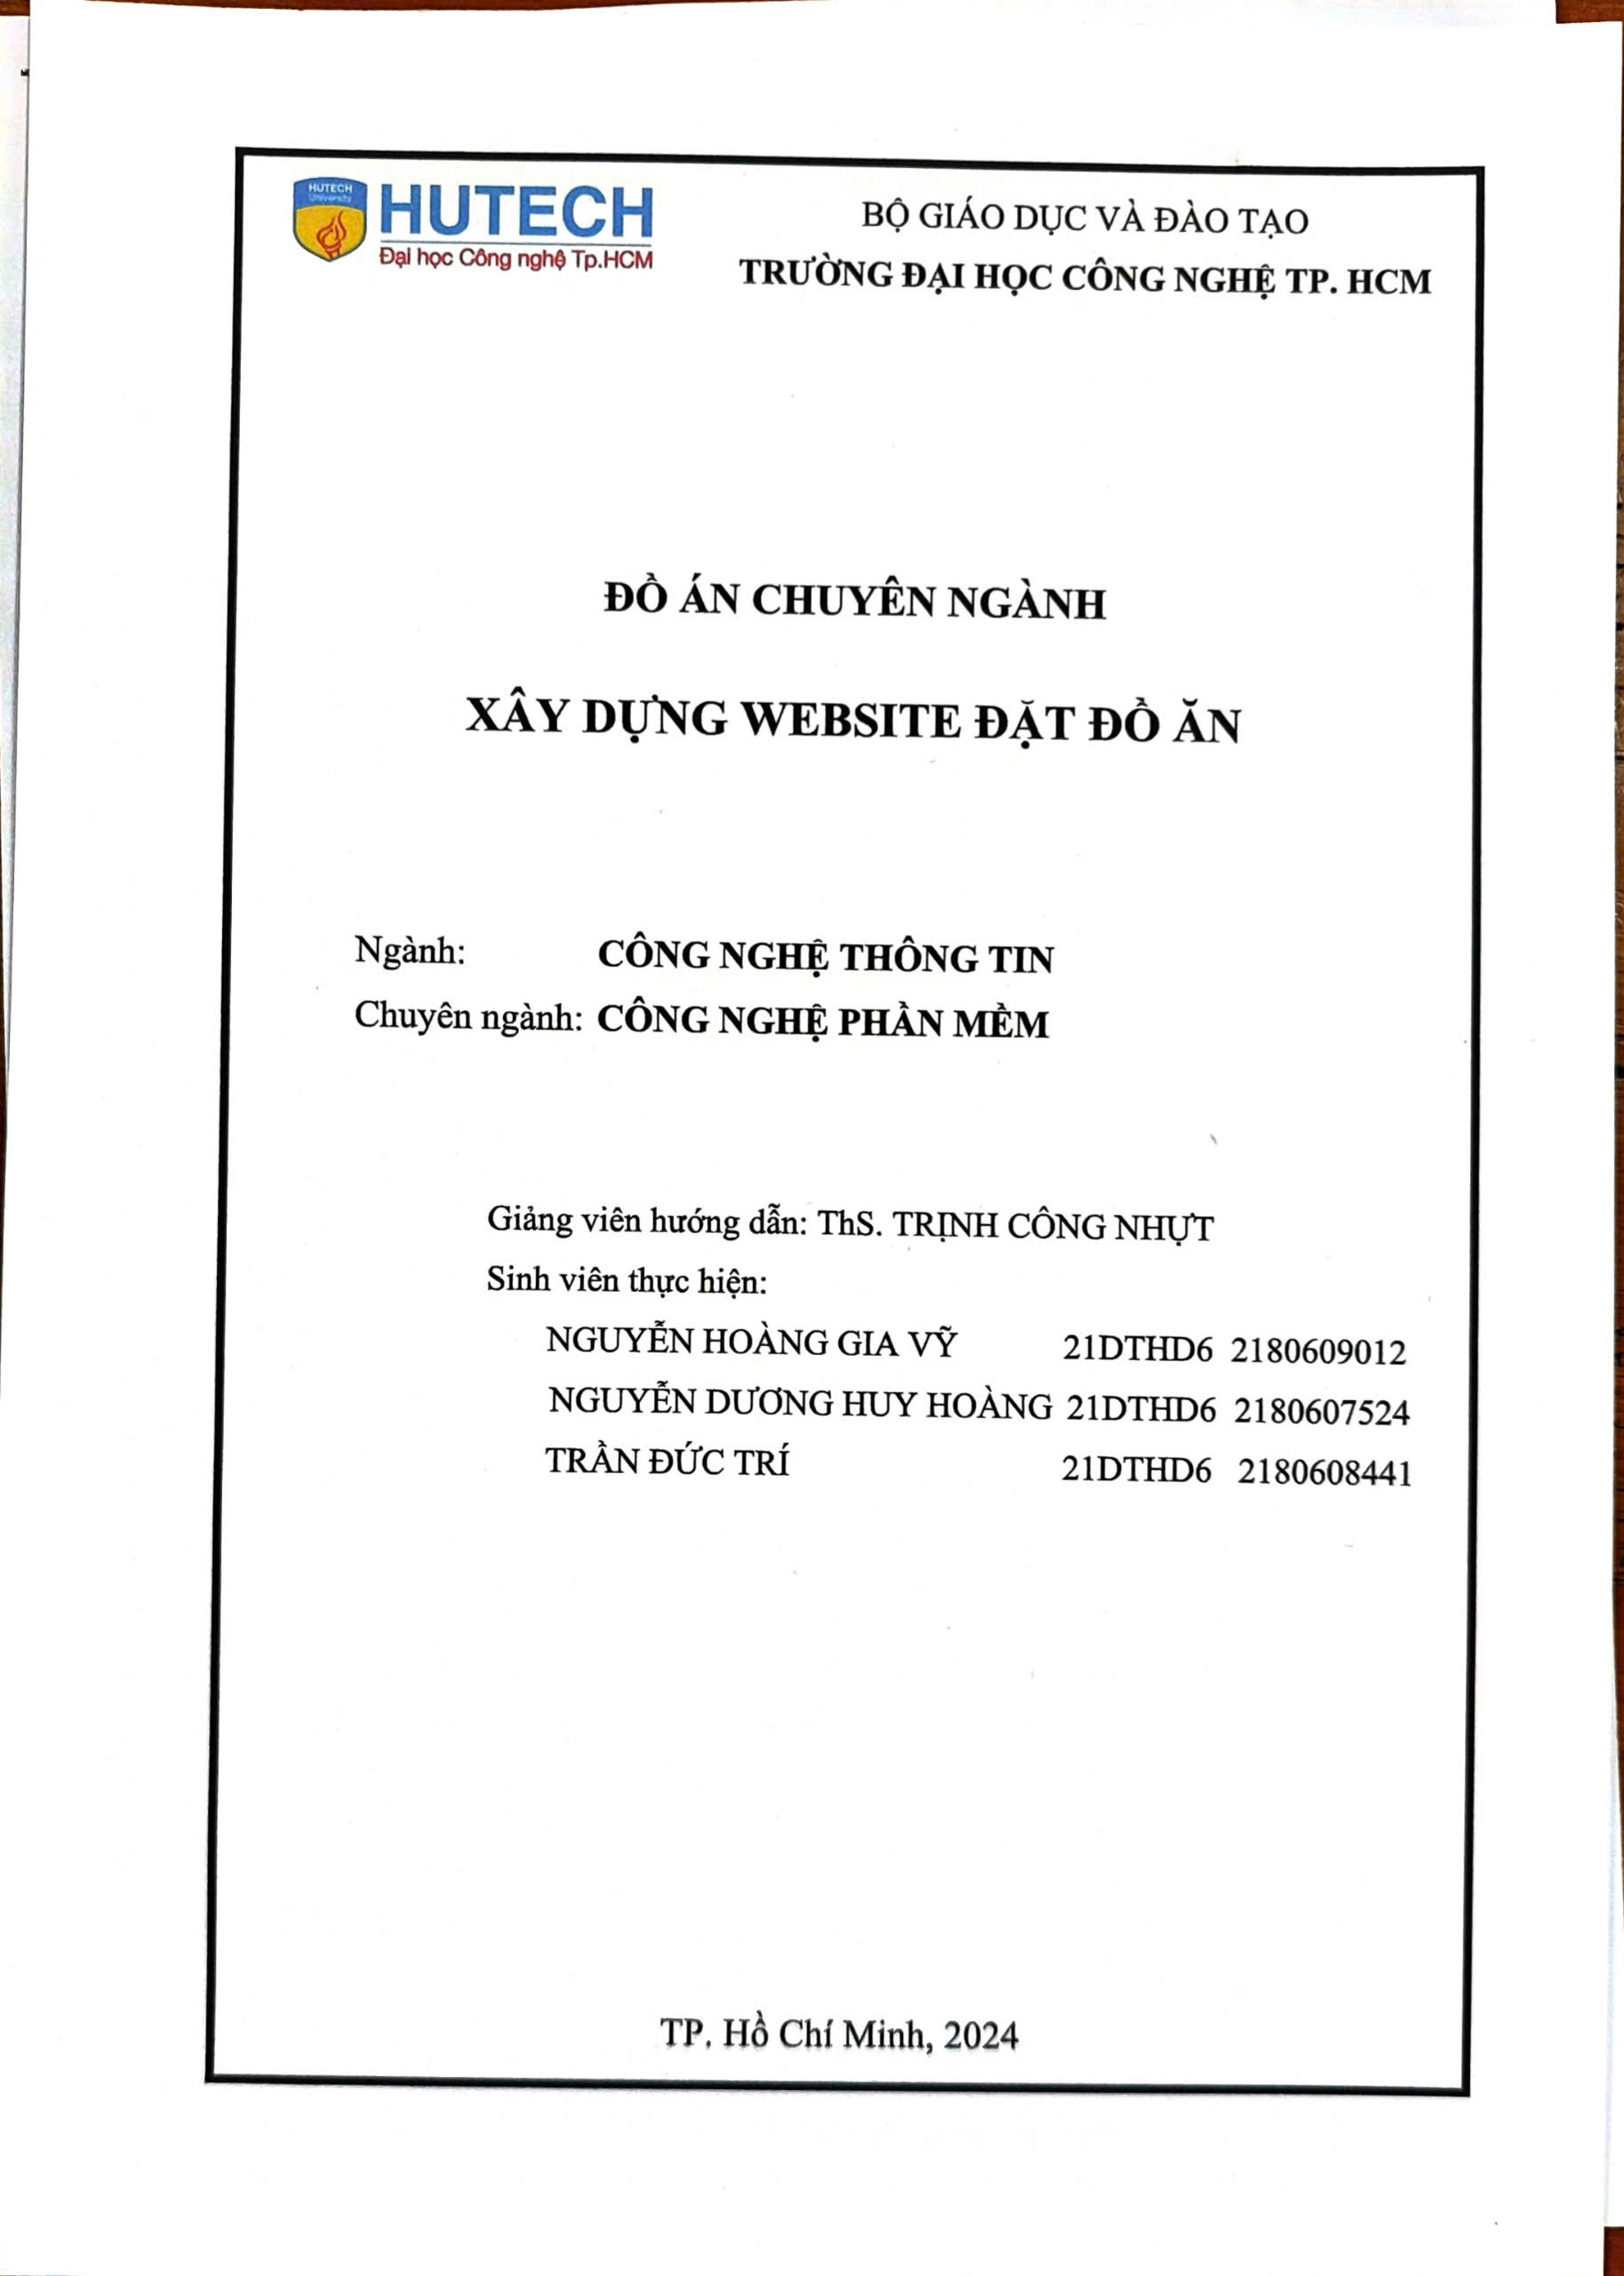 HUTECH
University
HUTECH
Đại học Công nghệ Tp.HCM
BỘ GIÁO DỤC VÀ ĐÀO TẠO
TRƯỜNG ĐẠI HỌC CÔNG NGHỆ TP. HCM
ĐỒ ÁN CHUYÊN NGÀNH
XÂY DỰNG WEBSITE ĐẶT ĐỒ ĂN
Ngành: CÔNG NGHỆ THÔNG TIN
Chuyên ngành: CÔNG NGHỆ PHẦN MỀM
Giảng viên hướng dẫn: ThS. TRỊNH CÔNG NHỰT
Sinh viên thực hiện:
NGUYỄN HOÀNG GIA VỸ 21DTHD6 2180609012
NGUYỄN DƯƠNG HUY HOÀNG 21DTHD6 2180607524
TRẦN ĐỨC TRÍ 21DTHD6 2180608441
TP. Hồ Chí Minh, 2024